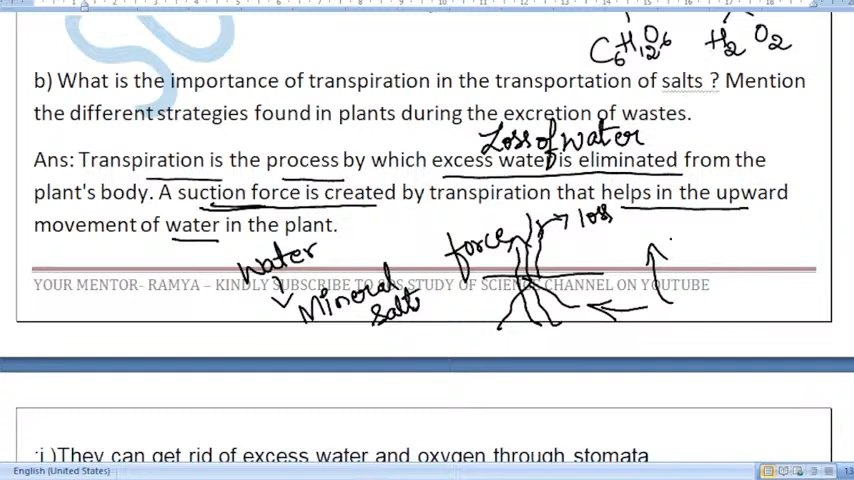 C6H12O6 H2 O2
b) What is the importance of transpiration in the transportation of salts ? Mention
the different strategies found in plants during the excretion of wastes.
Loss of water
Ans: Transpiration is the process by which excess water is eliminated from the
plant's body. A suction force is created by transpiration that helps in the upward
movement of water in the plant.
force loss
Water
Mineral
salts
YOUR MENTOR- RAMYA – KINDLY SUBSCRIBE TO STUDY OF SCIENCE CHANNEL ON YOUTUBE
:i )They can get rid of excess water and oxygen through stomata
English (United States)